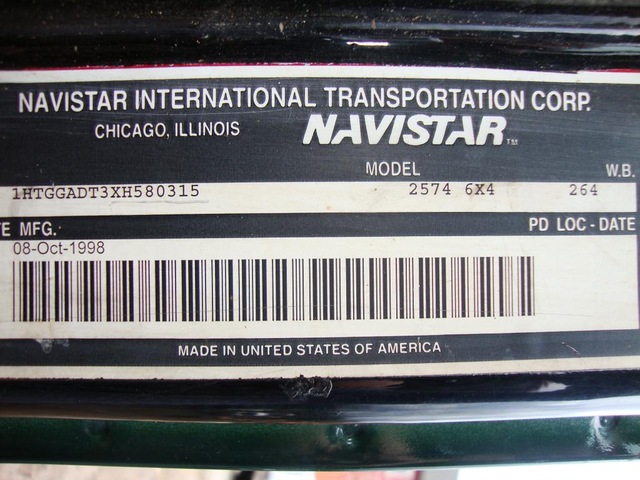 NAVISTAR INTERNATIONAL TRANSPORTATION CORP.
CHICAGO, ILLINOIS NAVISTAR TM
MODEL W.B.
1HTGGADT3XH580315 2574 6X4 264
MFG. PD LOC - DATE
08-Oct-1998
MADE IN UNITED STATES OF AMERICA